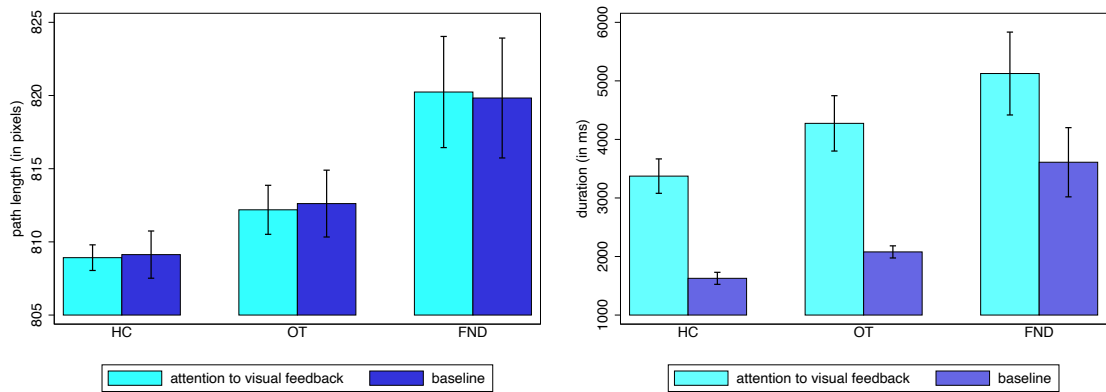 path length (in pixels)
825
820
815
810
805
HC
OT
FND
attention to visual feedback
baseline
duration (in ms)
6000
5000
4000
3000
2000
1000
HC
OT
FND
attention to visual feedback
baseline